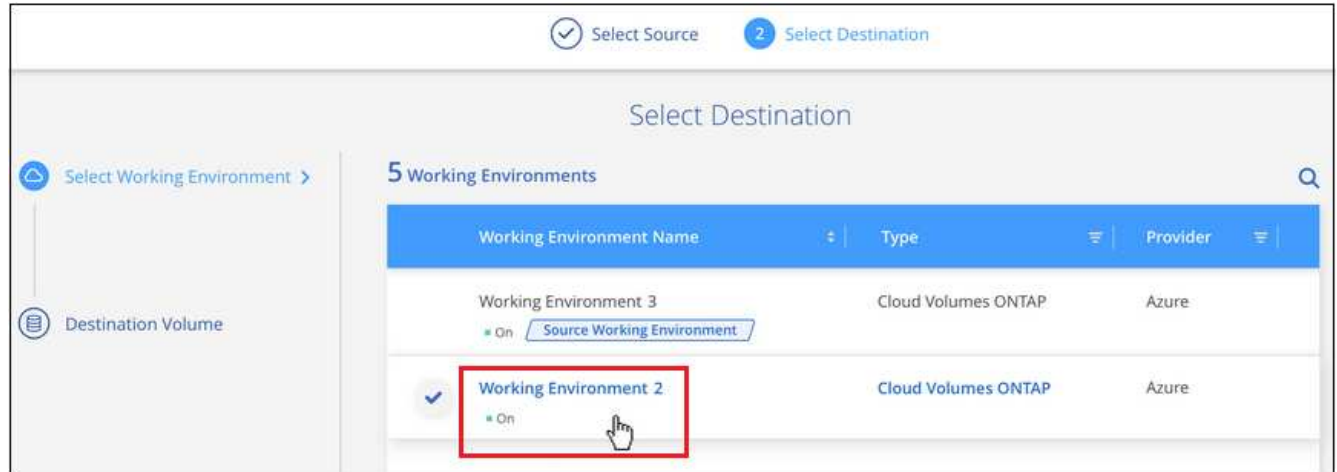 Select Source 2 Select Destination
Select Destination
Select Working Environment >
5 Working Environments
Working Environment Name Type Provider
Working Environment 3 Cloud Volumes ONTAP Azure
On Source Working Environment
Destination Volume
Working Environment 2 Cloud Volumes ONTAP Azure
On